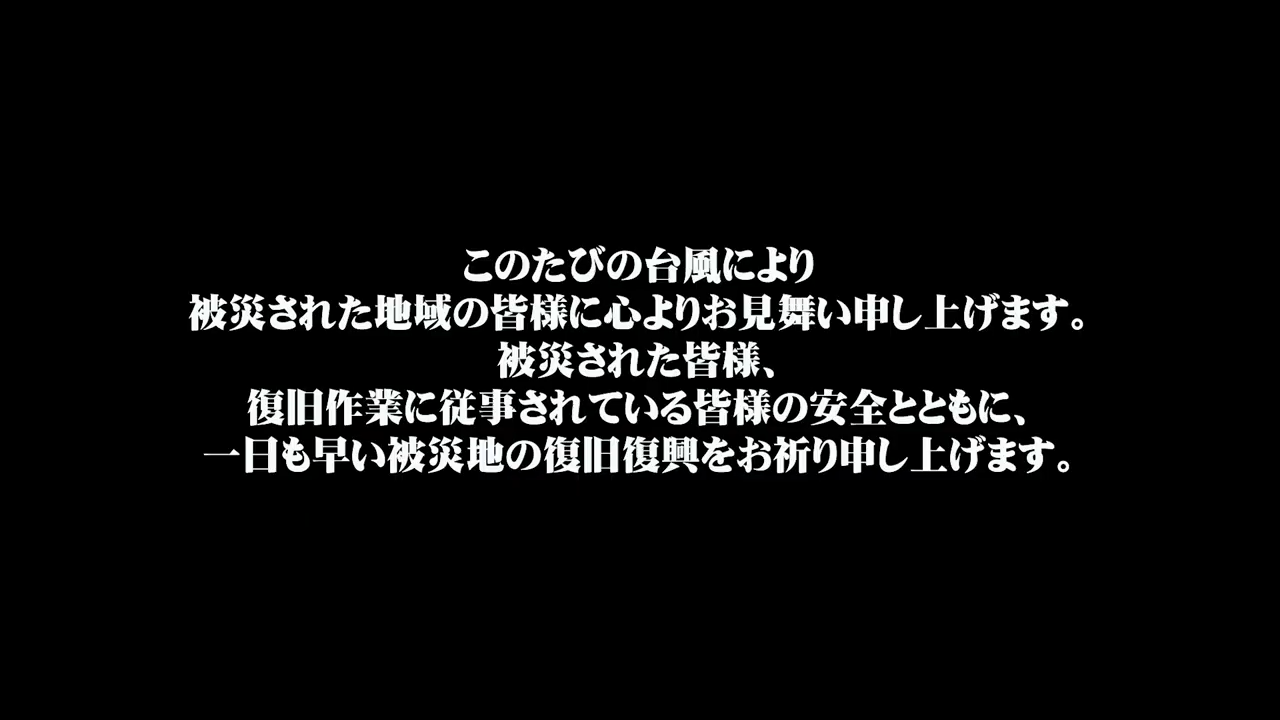 このたびの台風により
被災された地域の皆様に心よりお見舞い申し上げます。
被災された皆様、
復旧作業に従事されている皆様の安全とともに、
一日も早い被災地の復旧復興をお祈り申し上げます。